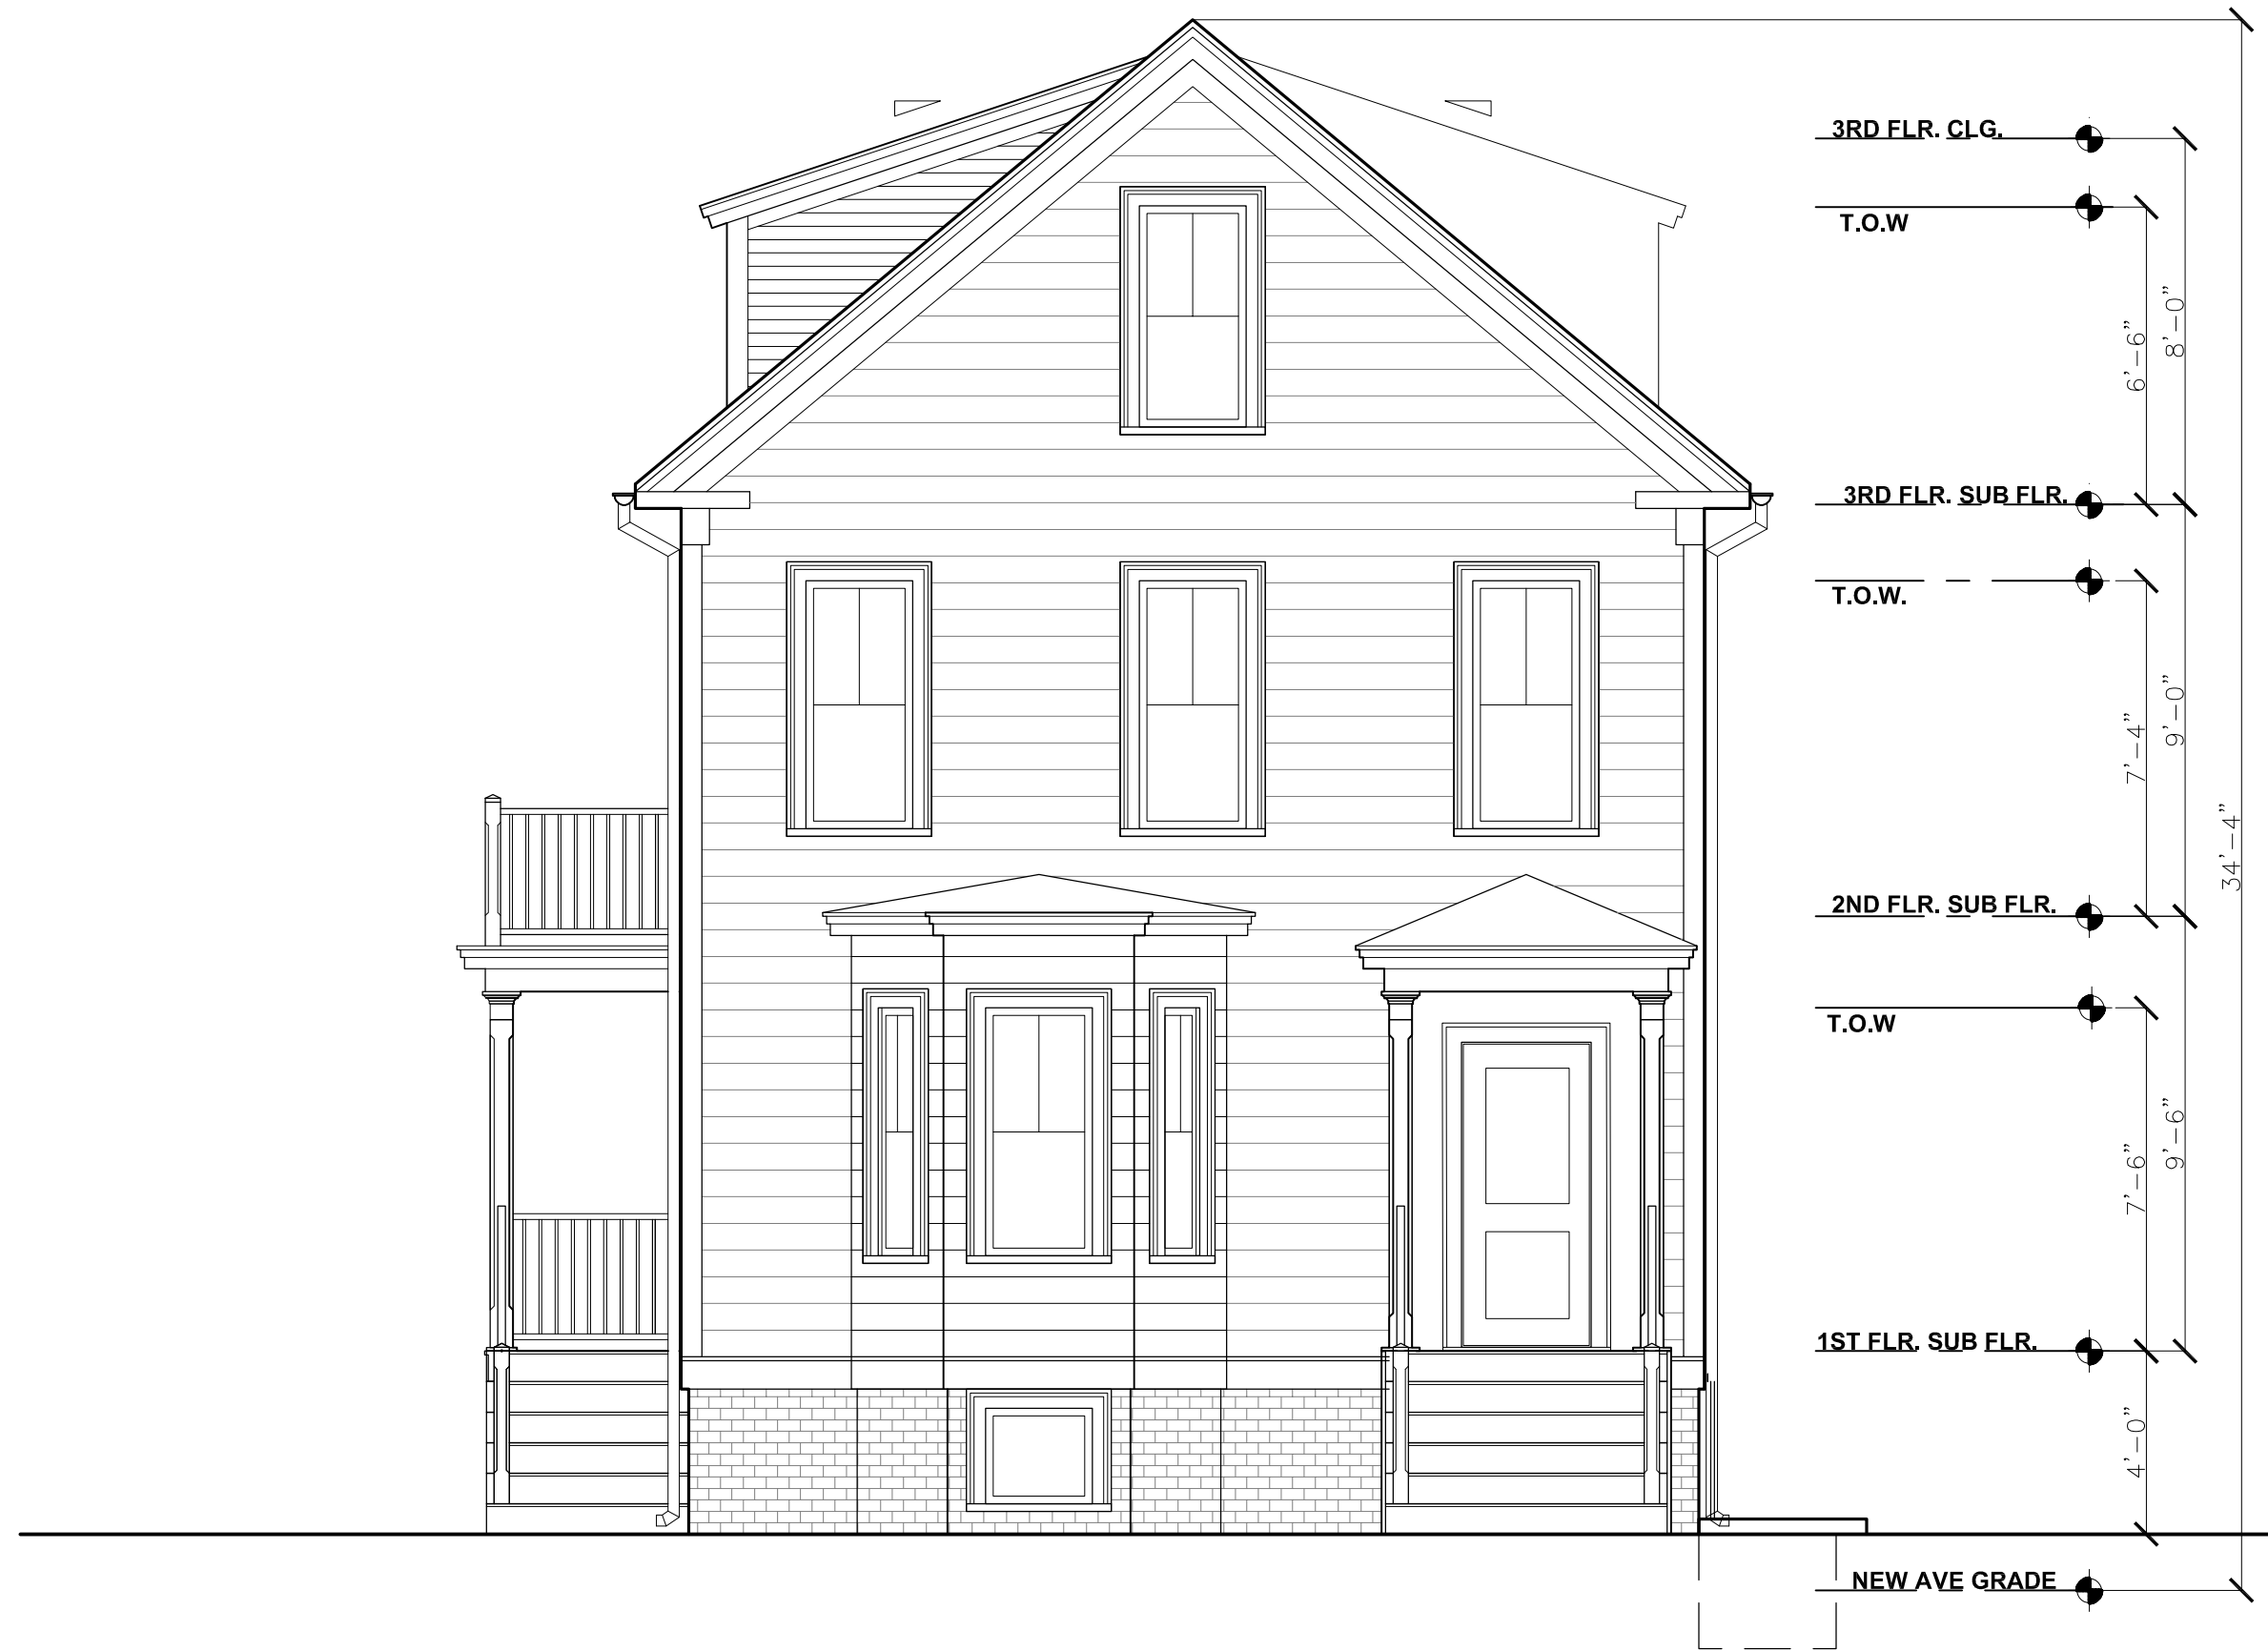 3RD FLR. CLG.
T.O.W
8'-0"
6'-6"
3RD FLR. SUB FLR.
T.O.W.
9'-0"
7'-4"
34'-4"
2ND FLR. SUB FLR.
T.O.W
9'-6"
7'-6"
1ST FLR. SUB FLR.
4'-0"
NEW AVE GRADE